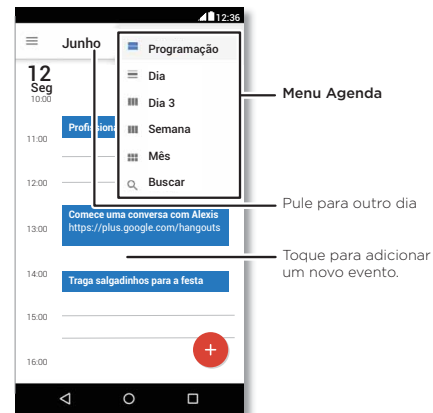 12:36
Junho
Programação
Dia
Dia 3
Semana
Mês
Buscar
12
Seg
10:00
Profissiona
11:00
12:00
Comece uma conversa com Alexis
https://plus.google.com/hangouts
13:00
14:00
Traga salgadinhos para a festa
15:00
16:00
+
Menu Agenda
Pule para outro dia
Toque para adicionar
um novo evento.